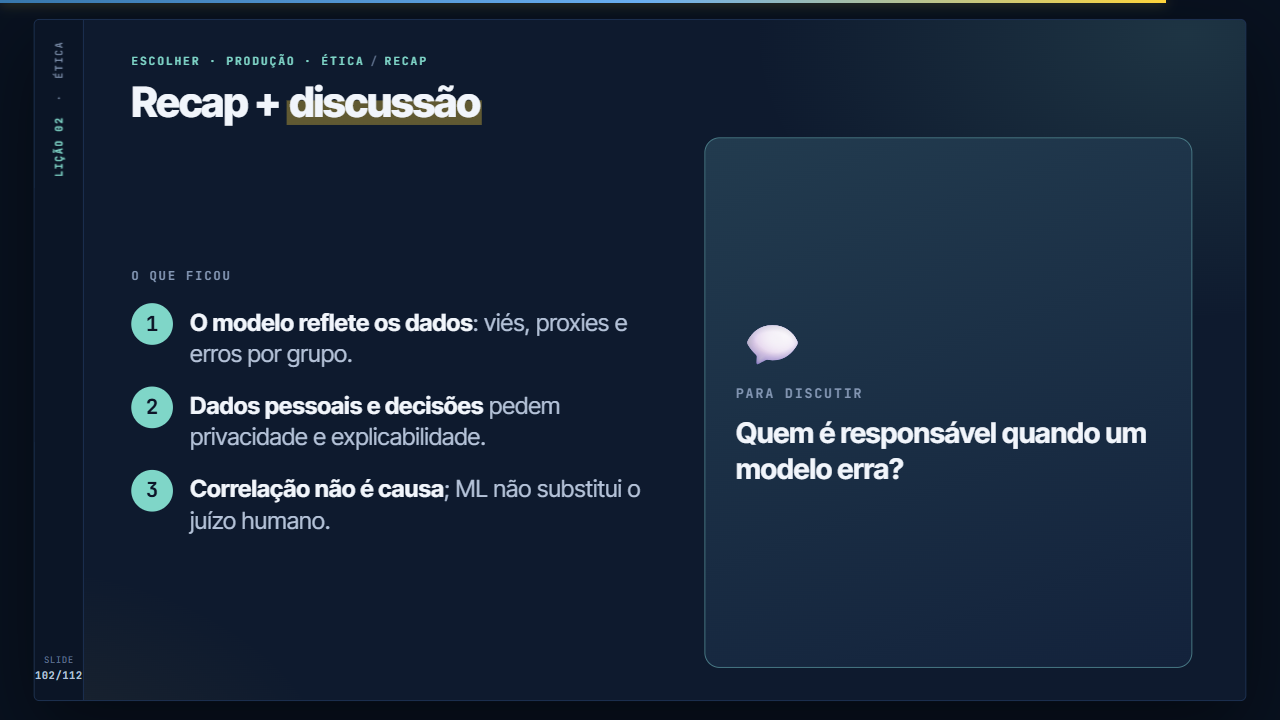 LIÇÃO 02 · ÉTICA
ESCOLHER · PRODUÇÃO · ÉTICA / RECAP
Recap + discussão
O QUE FICOU
1 O modelo reflete os dados: viés, proxies e
erros por grupo.
2 Dados pessoais e decisões pedem
privacidade e explicabilidade.
3 Correlação não é causa; ML não substitui o
juízo humano.
PARA DISCUTIR
Quem é responsável quando um
modelo erra?
SLIDE
102/112